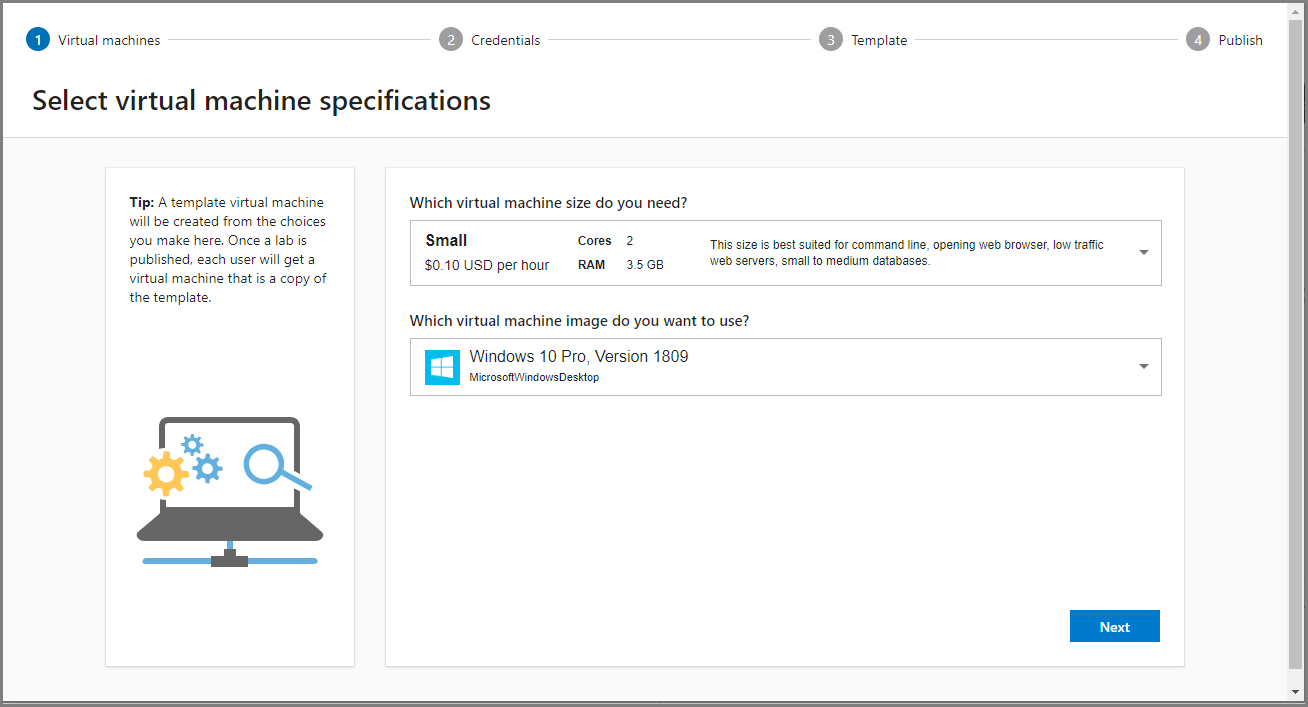 1 Virtual machines 2 Credentials 3 Template 4 Publish
Select virtual machine specifications
Tip: A template virtual machine
will be created from the choices
you make here. Once a lab is
published, each user will get a
virtual machine that is a copy of
the template.
Which virtual machine size do you need?
Small Cores 2
$0.10 USD per hour RAM 3.5 GB
This size is best suited for command line, opening web browser, low traffic
web servers, small to medium databases.
Which virtual machine image do you want to use?
Windows 10 Pro, Version 1809
MicrosoftWindowsDesktop
Next